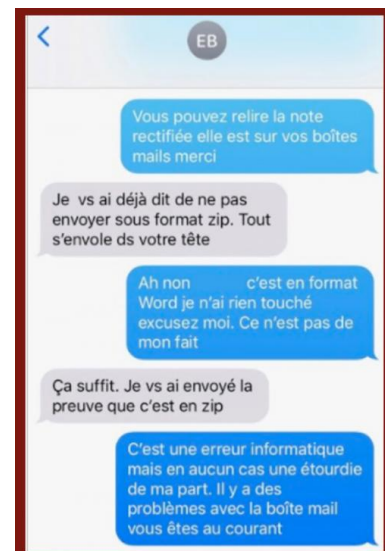 EB
Vous pouvez relire la note
rectifiée elle est sur vos boîtes
mails merci
Je vs ai déjà dit de ne pas
envoyer sous format zip. Tout
s'envole ds votre tête
Ah non c'est en format
Word je n'ai rien touché
excusez moi. Ce n'est pas de
mon fait
Ça suffit. Je vs ai envoyé la
preuve que c'est en zip
C'est une erreur informatique
mais en aucun cas une étourdie
de ma part. Il y a des
problèmes avec la boîte mail
vous êtes au courant